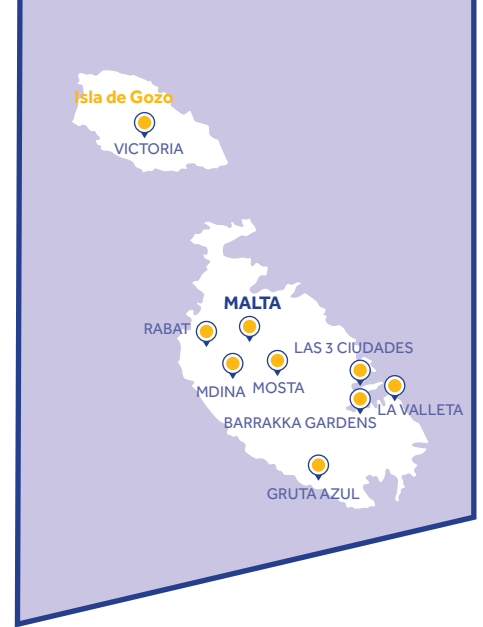 Isla de Gozo
VICTORIA
MALTA
RABAT
LAS 3 CIUDADES
MDINA
MOSTA
LA VALLETA
BARRAKKA GARDENS
GRUTA AZUL